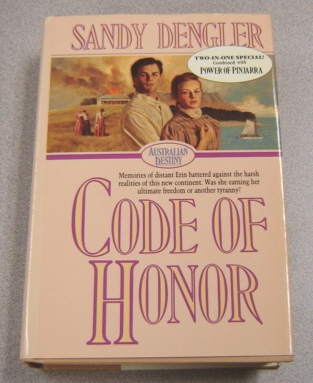 SANDY DENGLER
TWO-IN-ONE SPECIAL!
Combined with
POWER OF PINJARRA
AUSTRALIAN
DESTINY
Memories of distant Erin battered against the harsh
realities of this new continent. Was she earning her
ultimate freedom or another tyranny?
CODE OF
HONOR